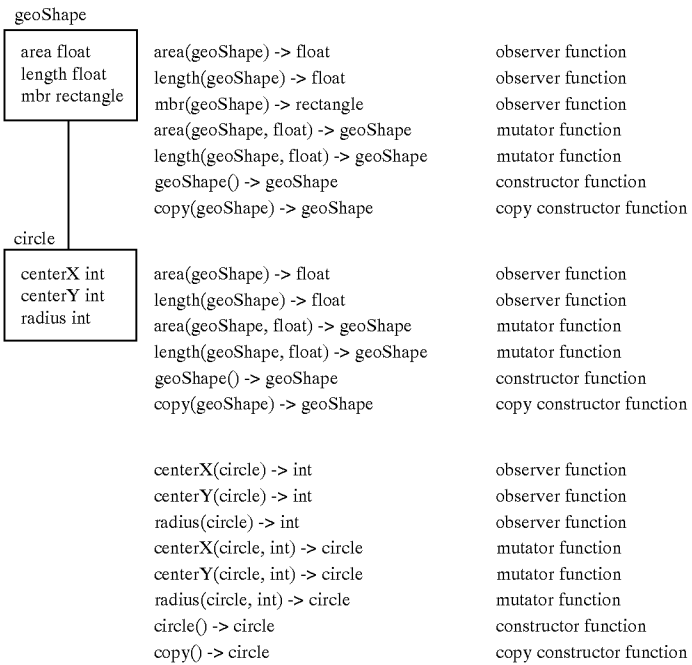 geoShape
area float
length float
mbr rectangle
area(geoShape) -> float observer function
length(geoShape) -> float observer function
mbr(geoShape) -> rectangle observer function
area(geoShape, float) -> geoShape mutator function
length(geoShape, float) -> geoShape mutator function
geoShape() -> geoShape constructor function
copy(geoShape) -> geoShape copy constructor function
circle
centerX int
centerY int
radius int
area(geoShape) -> float observer function
length(geoShape) -> float observer function
area(geoShape, float) -> geoShape mutator function
length(geoShape, float) -> geoShape mutator function
geoShape() -> geoShape constructor function
copy(geoShape) -> geoShape copy constructor function
centerX(circle) -> int observer function
centerY(circle) -> int observer function
radius(circle) -> int observer function
centerX(circle, int) -> circle mutator function
centerY(circle, int) -> circle mutator function
radius(circle, int) -> circle mutator function
circle() -> circle constructor function
copy() -> circle copy constructor function